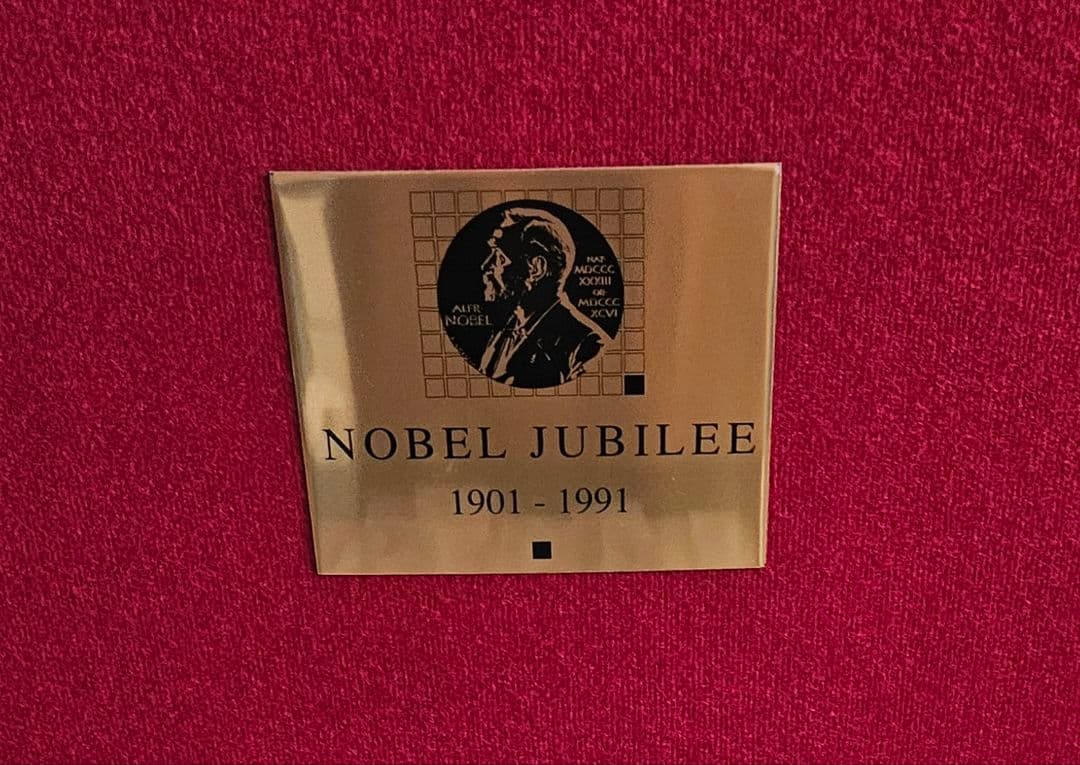 ALFR
NOBEL
NAT
MDCCC
XXXIII
OB
MDCCC
XCVI
NOBEL JUBILEE
1901 - 1991